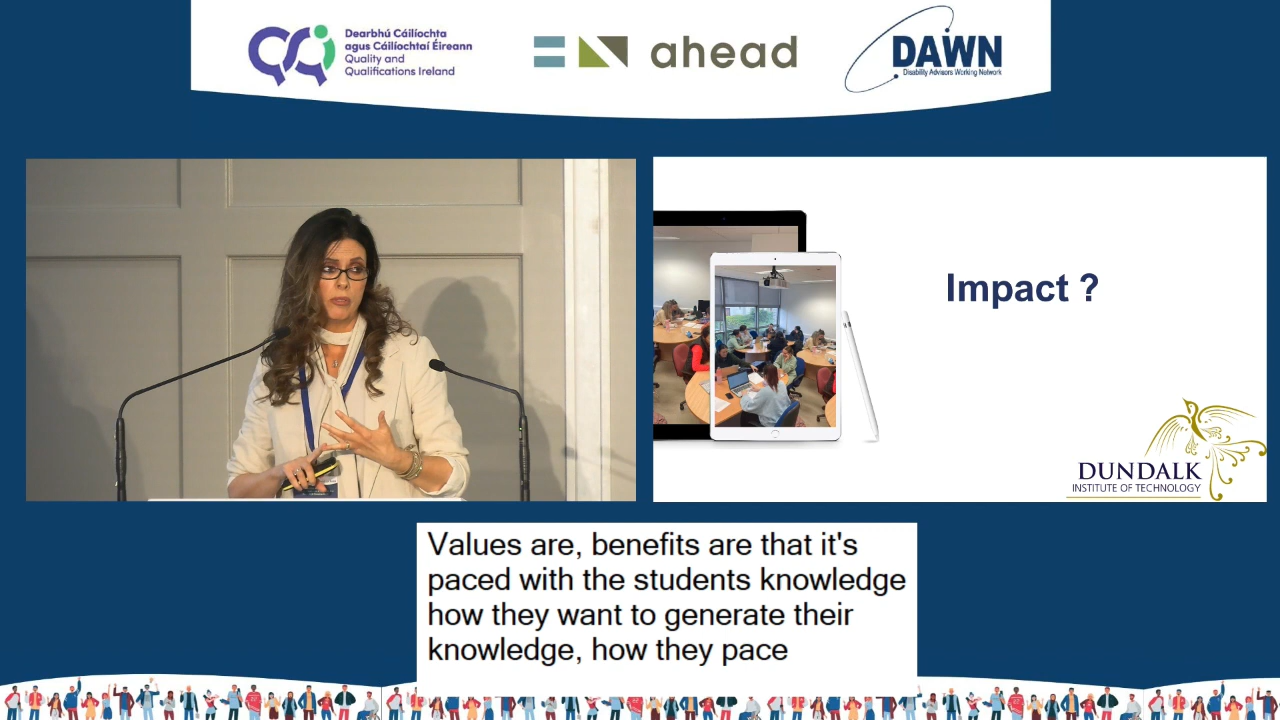 Dearbhú Cáilíochta
agus Cáilíochtaí Éireann
Quality and
Qualifications Ireland
ahead
DAWN
Disability Advisors Working Network
Impact ?
DUNDALK
INSTITUTE OF TECHNOLOGY
Values are, benefits are that it's
paced with the students knowledge
how they want to generate their
knowledge, how they pace